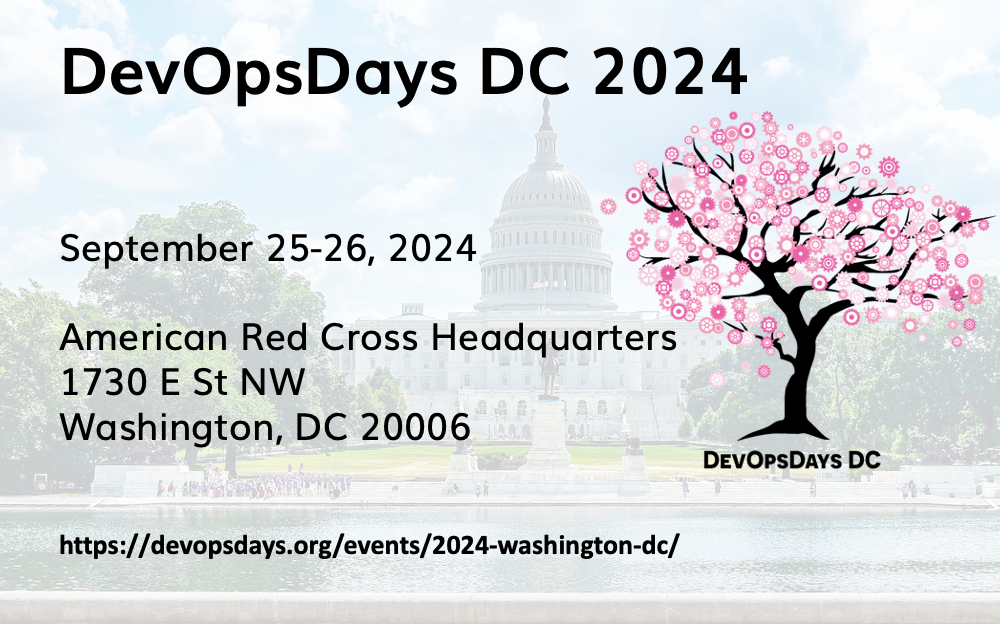 DevOpsDays DC 2024
September 25-26, 2024
American Red Cross Headquarters
1730 E St NW
Washington, DC 20006
DevOpsDays DC
https://devopsdays.org/events/2024-washington-dc/